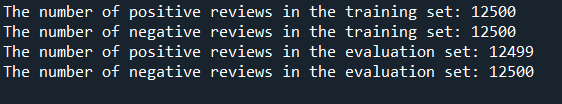 The number of positive reviews in the training set: 12500
The number of negative reviews in the training set: 12500
The number of positive reviews in the evaluation set: 12499
The number of negative reviews in the evaluation set: 12500